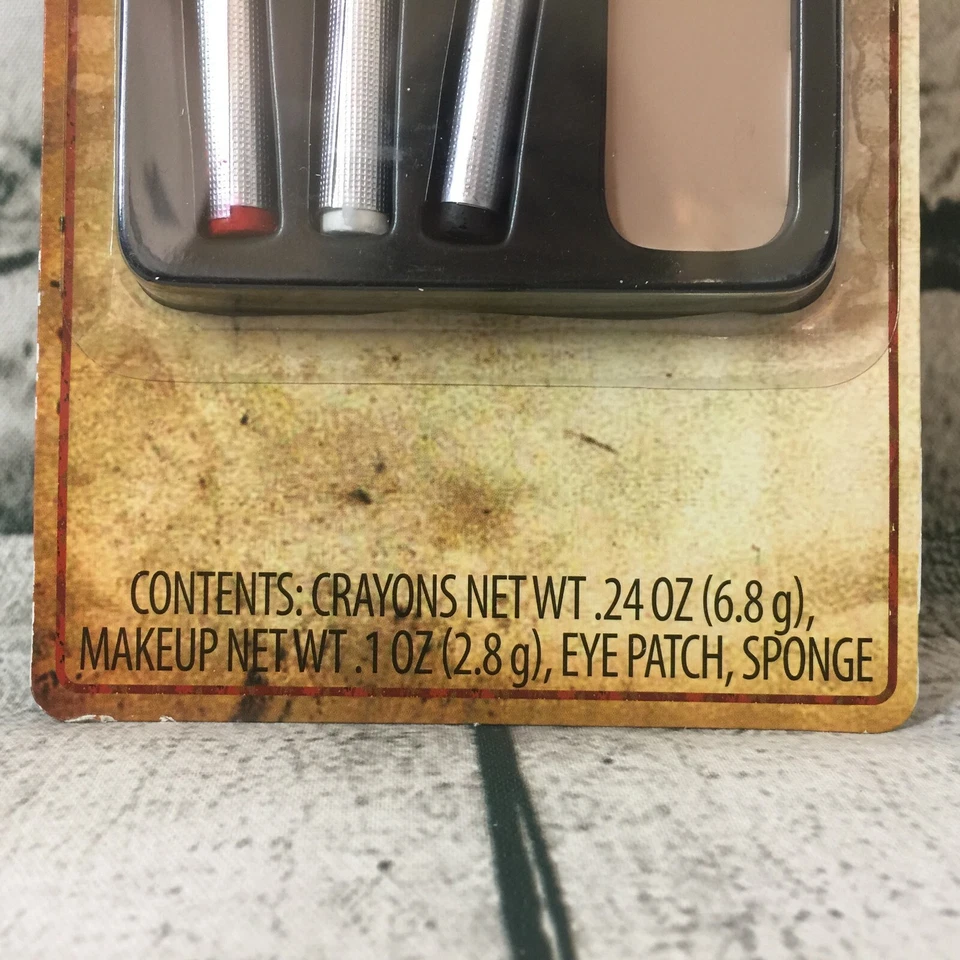 CONTENTS: CRAYONS NET WT .24 OZ (6.8 g),
MAKEUP NET WT .1 OZ (2.8 g), EYE PATCH, SPONGE